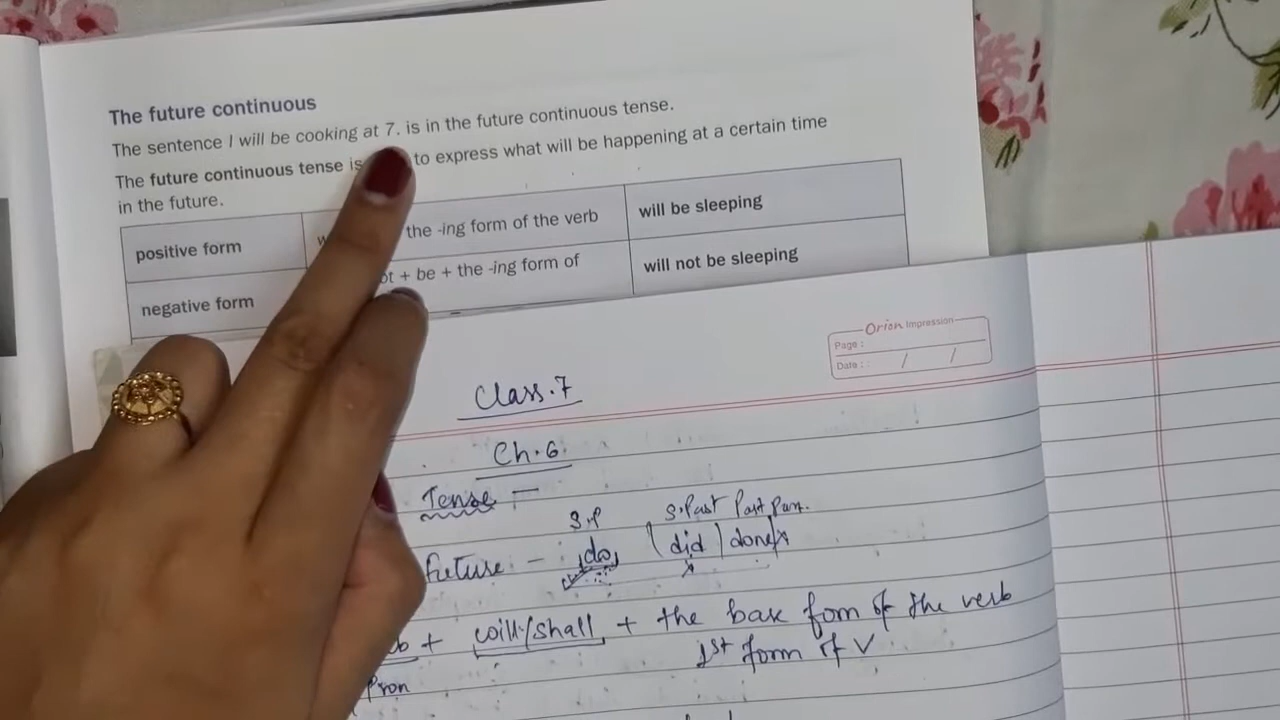 The future continuous
The sentence I will be cooking at 7. is in the future continuous tense.
The future continuous tense is to express what will be happening at a certain time
in the future.
positive form the -ing form of the verb will be sleeping
negative form + be + the -ing form of will not be sleeping
Orion Impression
Page :
Date : / /
Class.7
Ch.6
Tense -
S.P S.Past Past Par.
future - do (did) done
+ will/shall + the base form of the verb
1st form of V
Pron